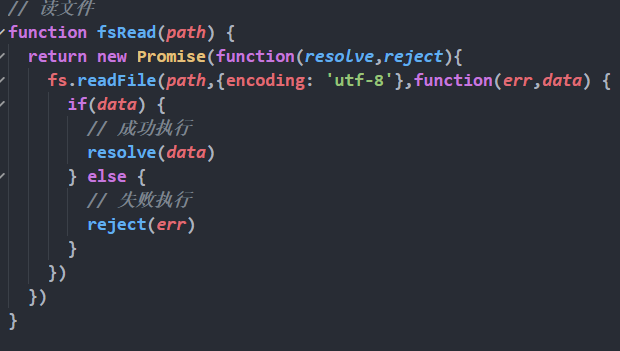 // 读文件
function fsRead(path) {
  return new Promise(function(resolve,reject){
    fs.readFile(path,{encoding: 'utf-8'},function(err,data) {
      if(data) {
        // 成功执行
        resolve(data)
      } else {
        // 失败执行
        reject(err)
      }
    })
  })
}